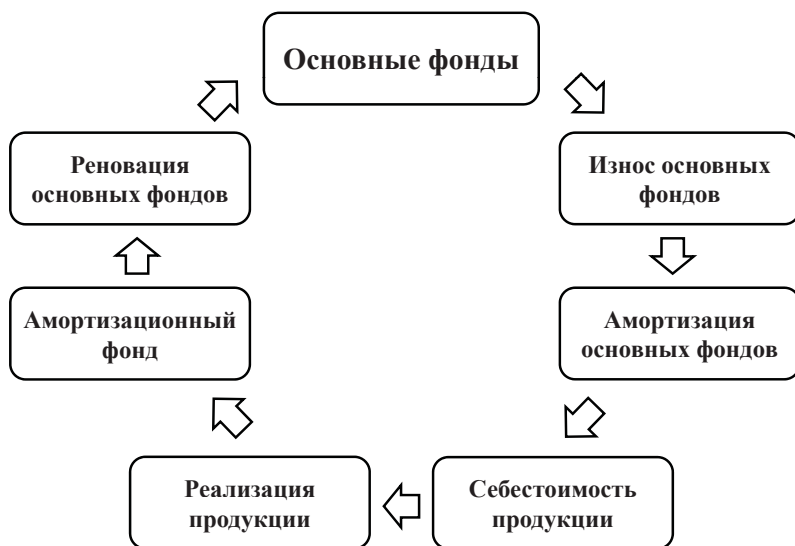 Основные фонды
Износ основных
фондов
Амортизация
основных фондов
Себестоимость
продукции
Реализация
продукции
Амортизационный
фонд
Реновация
основных фондов